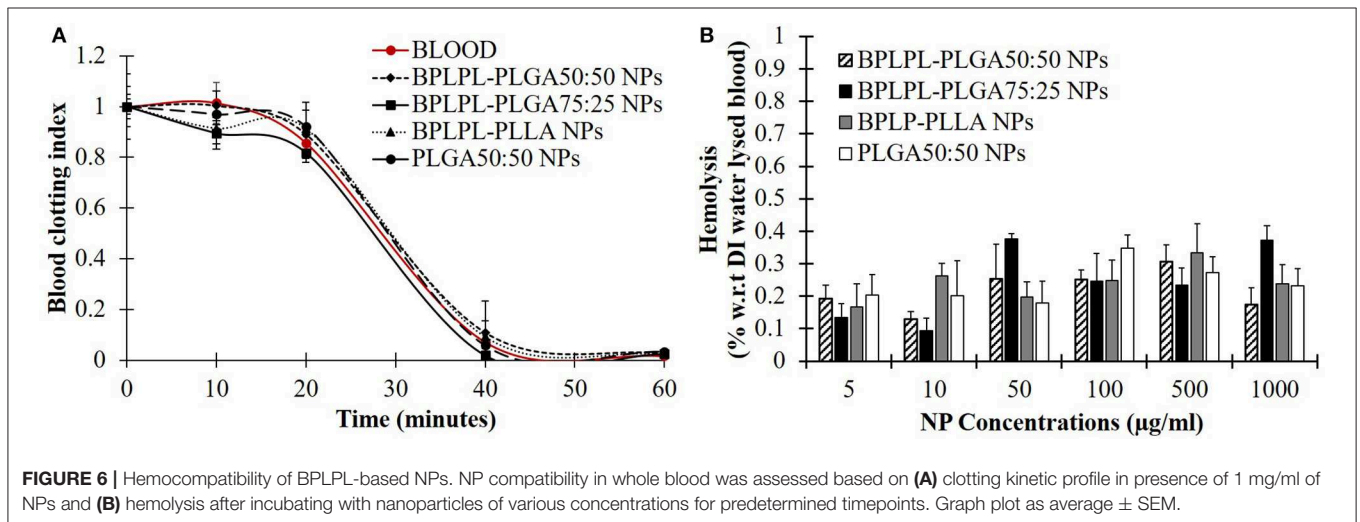 A
BLOOD
BPLPL-PLGA50:50 NPs
BPLPL-PLGA75:25 NPs
BPLPL-PLLA NPs
PLGA50:50 NPs
Blood clotting index
1.2
1
0.8
0.6
0.4
0.2
0
0 10 20 30 40 50 60
Time (minutes)
B
BPLPL-PLGA50:50 NPs
BPLPL-PLGA75:25 NPs
BPLP-PLLA NPs
PLGA50:50 NPs
Hemolysis
(% w.r.t DI water lysed blood)
1
0.9
0.8
0.7
0.6
0.5
0.4
0.3
0.2
0.1
0
5 10 50 100 500 1000
NP Concentrations (µg/ml)
FIGURE 6 | Hemocompatibility of BPLPL-based NPs. NP compatibility in whole blood was assessed based on (A) clotting kinetic profile in presence of 1 mg/ml of
NPs and (B) hemolysis after incubating with nanoparticles of various concentrations for predetermined timepoints. Graph plot as average ± SEM.